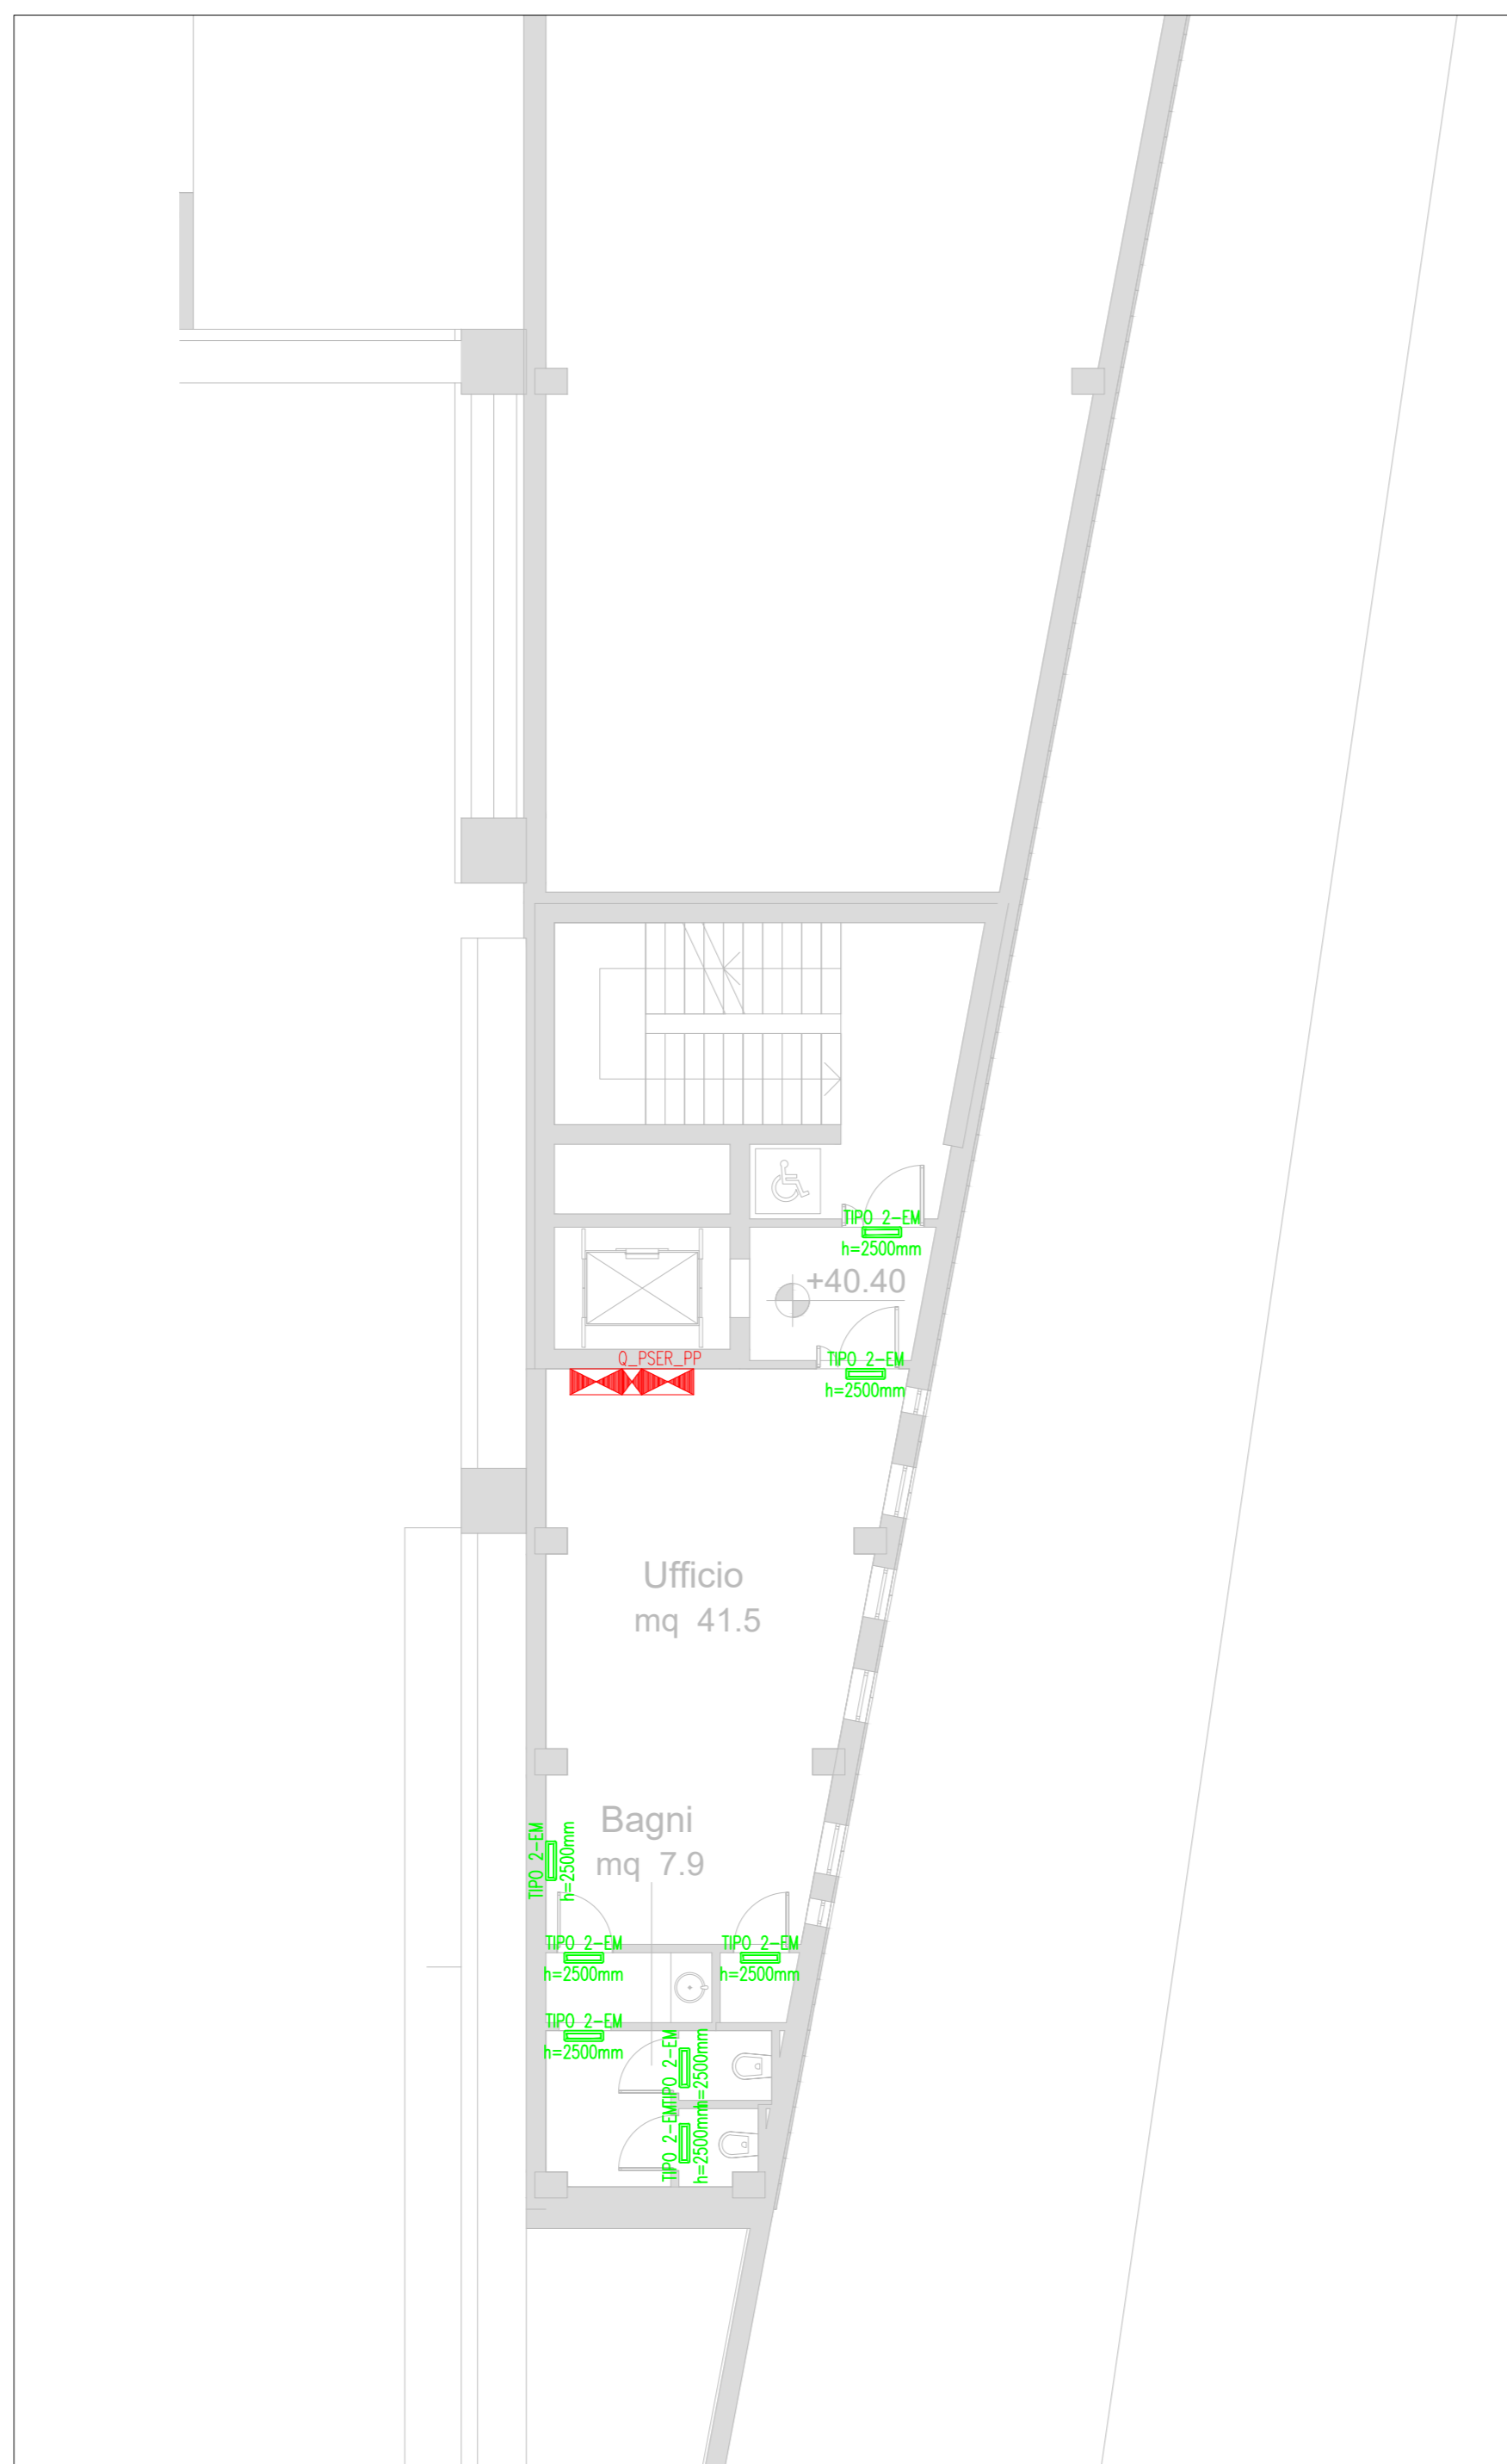 TIPO 2-EM
h=2500mm
+40.40
Q_PSER_PP
TIPO 2-EM
h=2500mm
Ufficio
mq 41.5
Bagni
mq 7.9
TIPO 2-EM
h=2500mm
TIPO 2-EM
h=2500mm
TIPO 2-EM
h=2500mm
TIPO 2-EM
h=2500mm
TIPO 2-EM
h=2500mm
TIPO 2-EM
h=2500mm